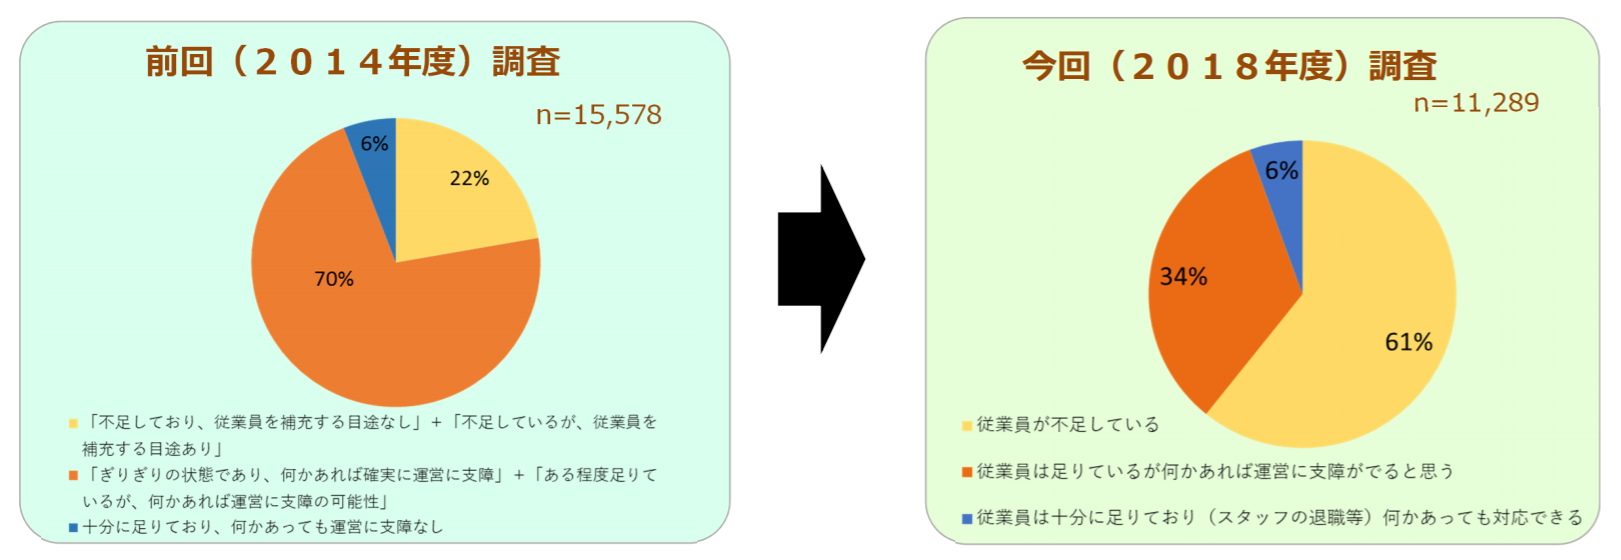 前回（２０１４年度）調査
n=15,578
6%
22%
70%
「不足しており、従業員を補充する目途なし」＋「不足しているが、従業員を
補充する目途あり」
「ぎりぎりの状態であり、何かあれば確実に運営に支障」＋「ある程度足りて
いるが、何かあれば運営に支障の可能性」
十分に足りており、何かあっても運営に支障なし
今回（２０１８年度）調査
n=11,289
6%
34%
61%
従業員が不足している
従業員は足りているが何かあれば運営に支障がでると思う
従業員は十分に足りており（スタッフの退職等）何かあっても対応できる